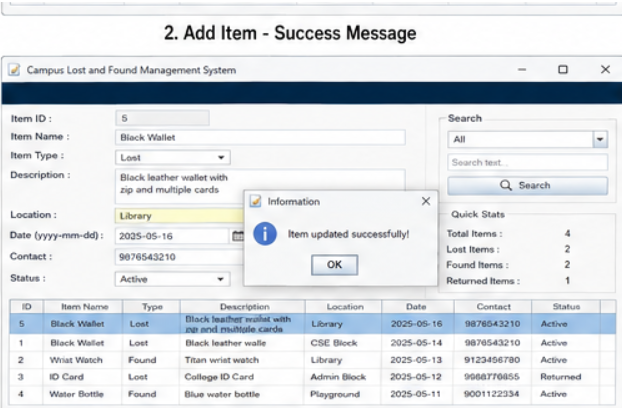 2. Add Item - Success Message
Campus Lost and Found Management System
Item ID : 5
Item Name : Black Wallet
Item Type : Lost
Description : Black leather wallet with
zip and multiple cards
Location : Library
Date (yyyy-mm-dd) : 2025-05-16
Contact : 9876543210
Status : Active
Search
All
Search text...
Search
Quick Stats
Total Items : 4
Lost Items : 2
Found Items : 2
Returned Items : 1
Information
Item updated successfully!
OK
ID Item Name Type Description Location Date Contact Status
5 Black Wallet Lost Black leather wallet with zip and multiple cards Library 2025-05-16 9876543210 Active
1 Black Wallet Lost Black leather walle CSE Block 2025-05-14 9876543210 Active
2 Wrist Watch Found Titan wrist watch Library 2025-05-13 9123456780 Active
3 ID Card Lost College ID Card Admin Block 2025-05-12 9988776655 Returned
4 Water Bottle Found Blue water bottle Playground 2025-05-11 9001122334 Active